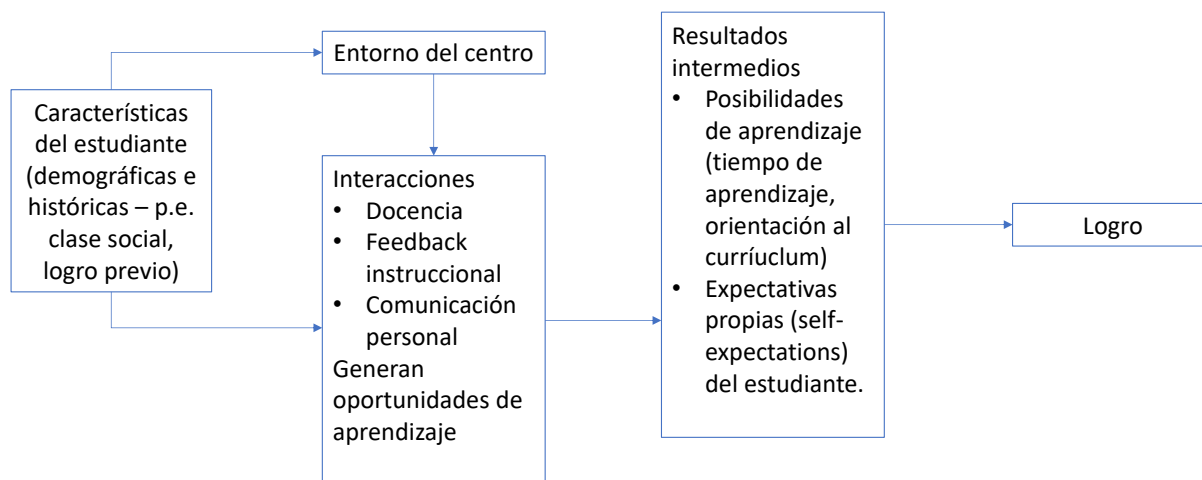 Entorno del centro
Características
del estudiante
(demográficas e
históricas – p.e.
clase social,
logro previo)
Interacciones
• Docencia
• Feedback
instruccional
• Comunicación
personal
Generan
oportunidades de
aprendizaje
Resultados
intermedios
• Posibilidades
de aprendizaje
(tiempo de
aprendizaje,
orientación al
curríuclum)
• Expectativas
propias (self-
expectations)
del estudiante.
Logro